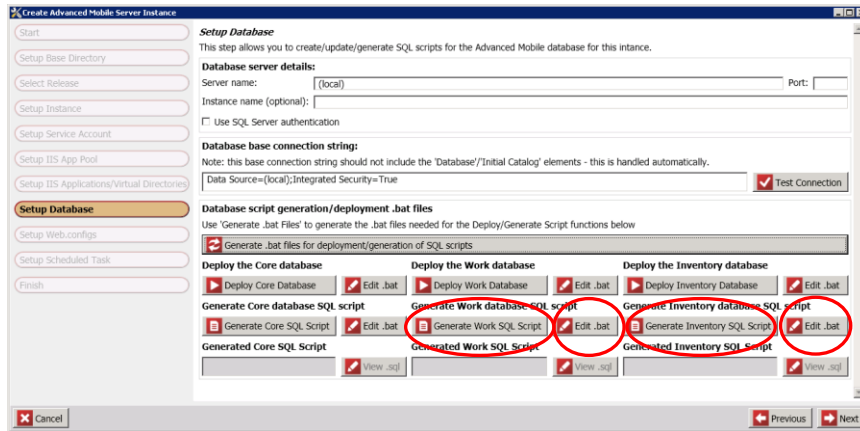 Create Advanced Mobile Server Instance
Start
Setup Base Directory
Select Release
Setup Instance
Setup Service Account
Setup IIS App Pool
Setup IIS Applications/Virtual Directories
Setup Database
Setup Web.configs
Setup Scheduled Task
Finish
Setup Database
This step allows you to create/update/generate SQL scripts for the Advanced Mobile database for this intance.
Database server details:
Server name: (local) Port:
Instance name (optional):
Use SQL Server authentication
Database base connection string:
Note: this base connection string should not include the 'Database'/'Initial Catalog' elements - this is handled automatically.
Data Source=(local);Integrated Security=True Test Connection
Database script generation/deployment .bat files
Use 'Generate .bat Files' to generate the .bat files needed for the Deploy/Generate Script functions below
Generate .bat files for deployment/generation of SQL scripts
Deploy the Core database Deploy the Work database Deploy the Inventory database
Deploy Core Database Edit .bat Deploy Work Database Edit .bat Deploy Inventory Database Edit .bat
Generate Core database SQL script Generate Work database SQL script Generate Inventory database SQL script
Generate Core SQL Script Edit .bat Generate Work SQL Script Edit .bat Generate Inventory SQL Script Edit .bat
Generated Core SQL Script Generated Work SQL Script Generated Inventory SQL Script
View .sql View .sql View .sql
Cancel Previous Next